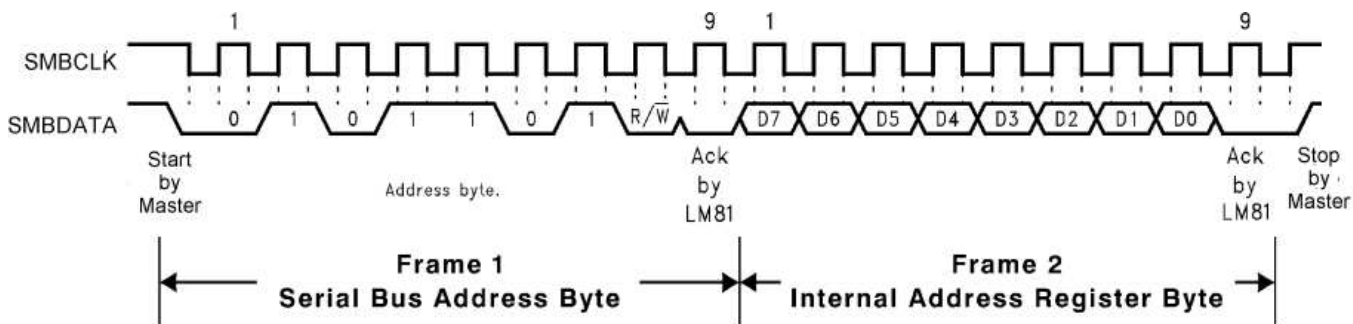 1 9 1 9
SMBCLK
SMBDATA 0 1 0 1 1 0 1 R/W̅ D7 D6 D5 D4 D3 D2 D1 D0
Start
by
Master
Address byte.
Ack
by
LM81
Ack
by
LM81
Stop
by
Master
Frame 1
Serial Bus Address Byte
Frame 2
Internal Address Register Byte